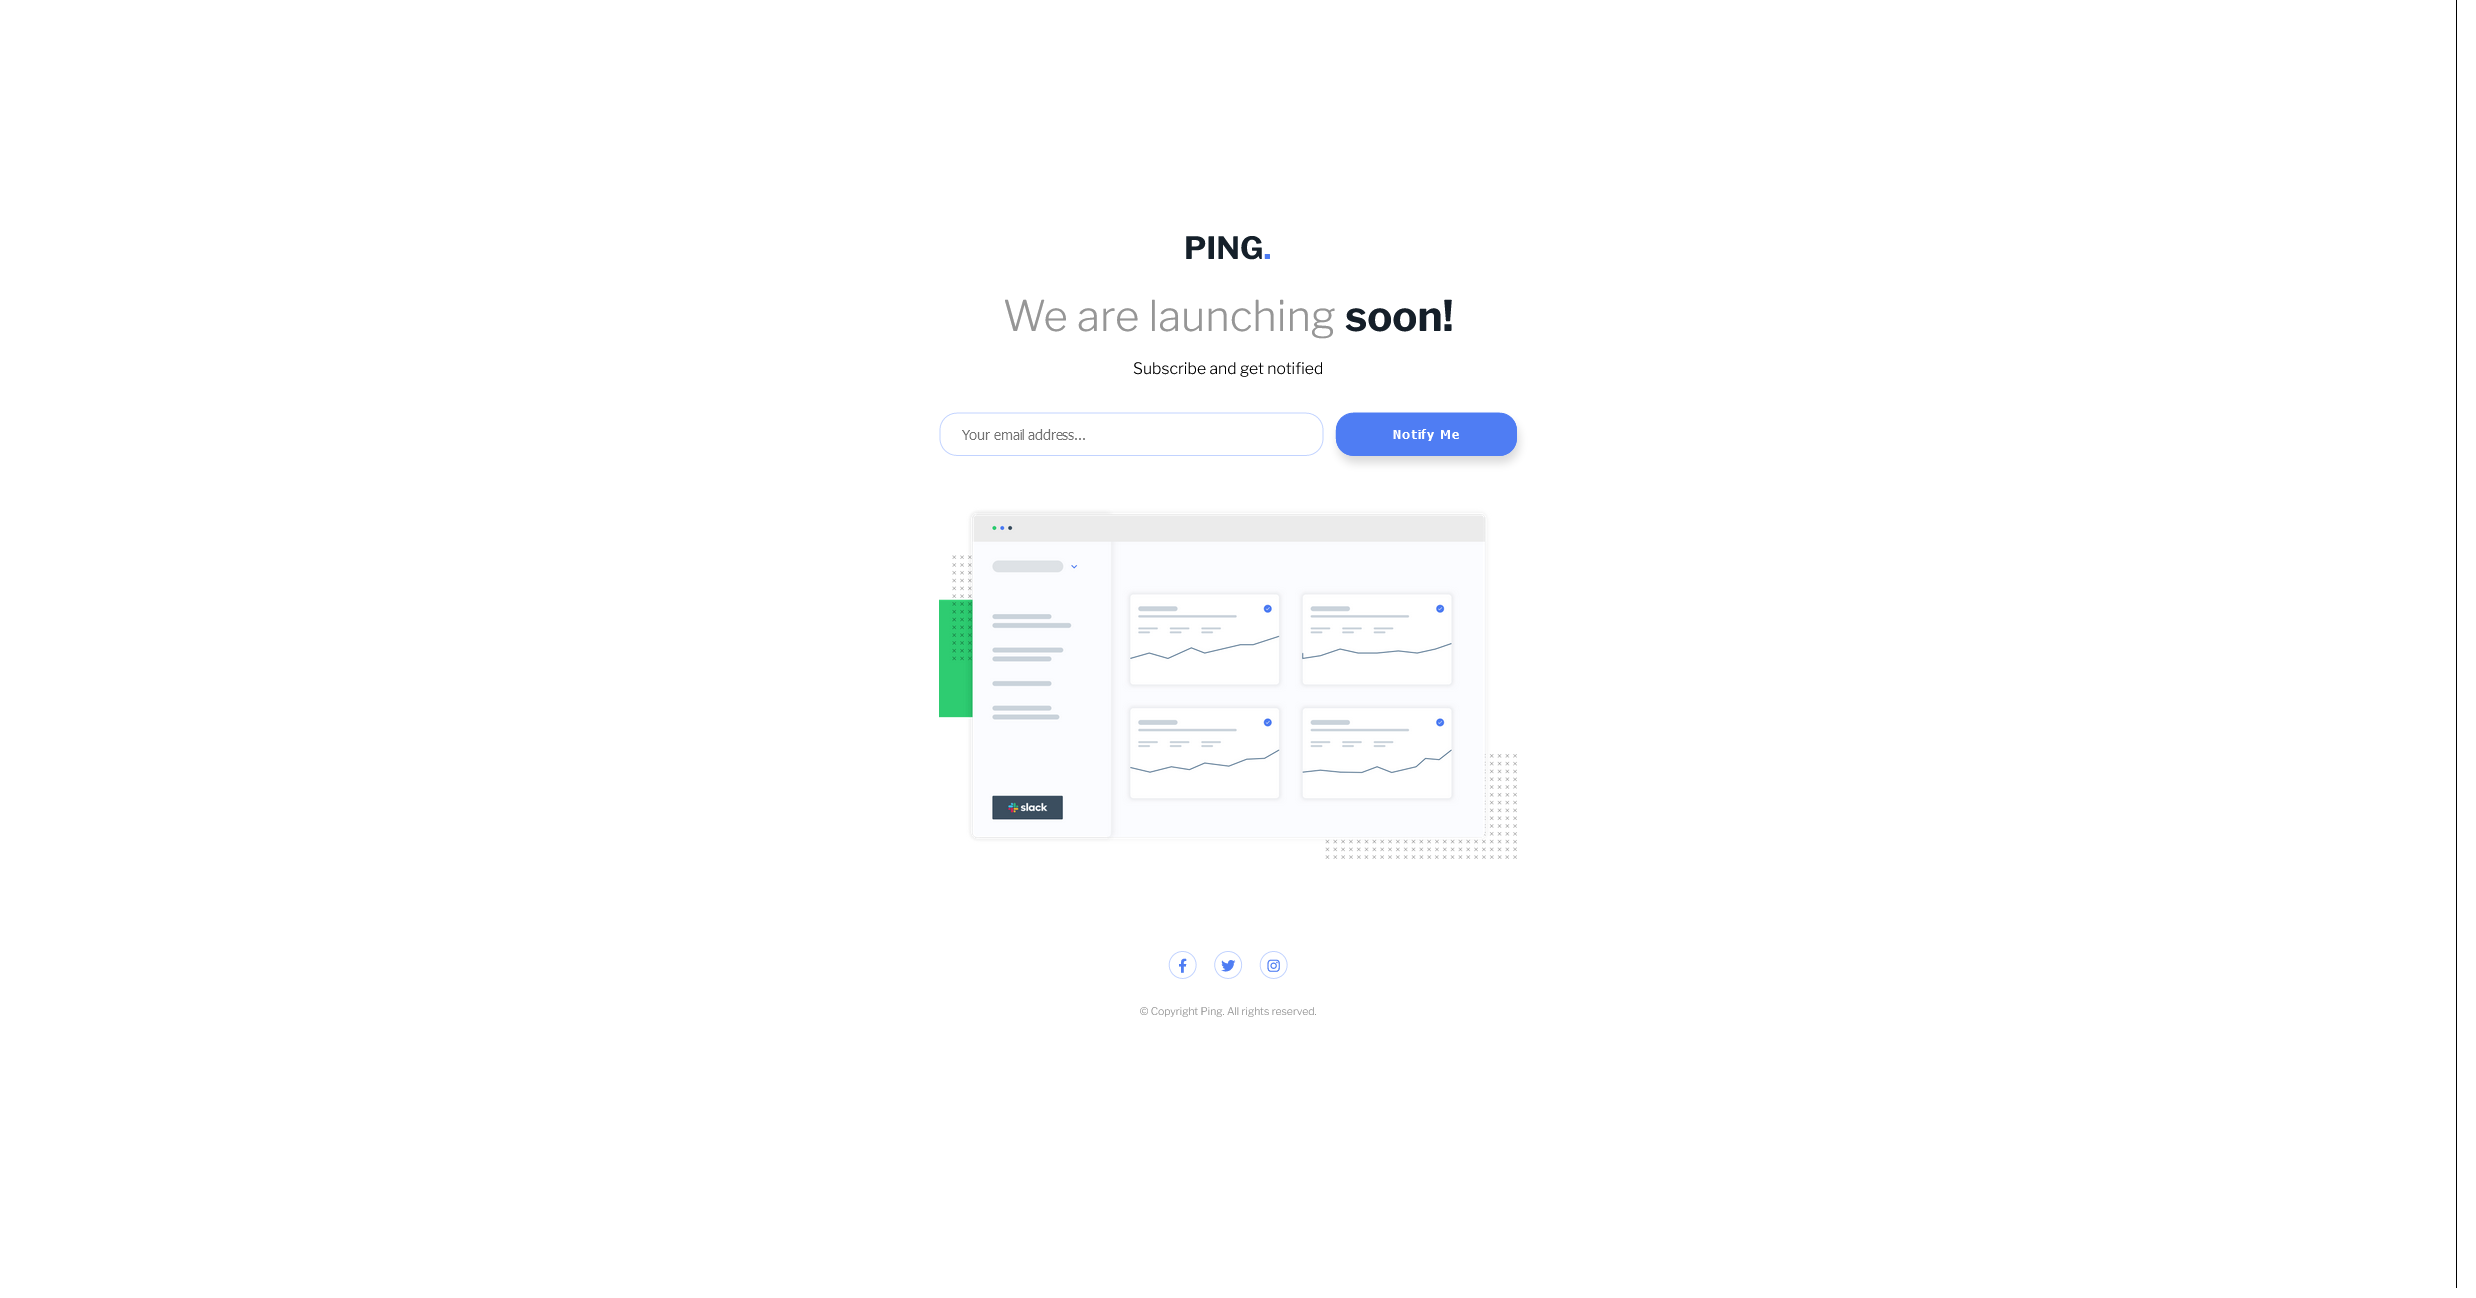 PING.
We are launching soon!
Subscribe and get notified
Your email address...
Notify Me
slack
© Copyright Ping. All rights reserved.